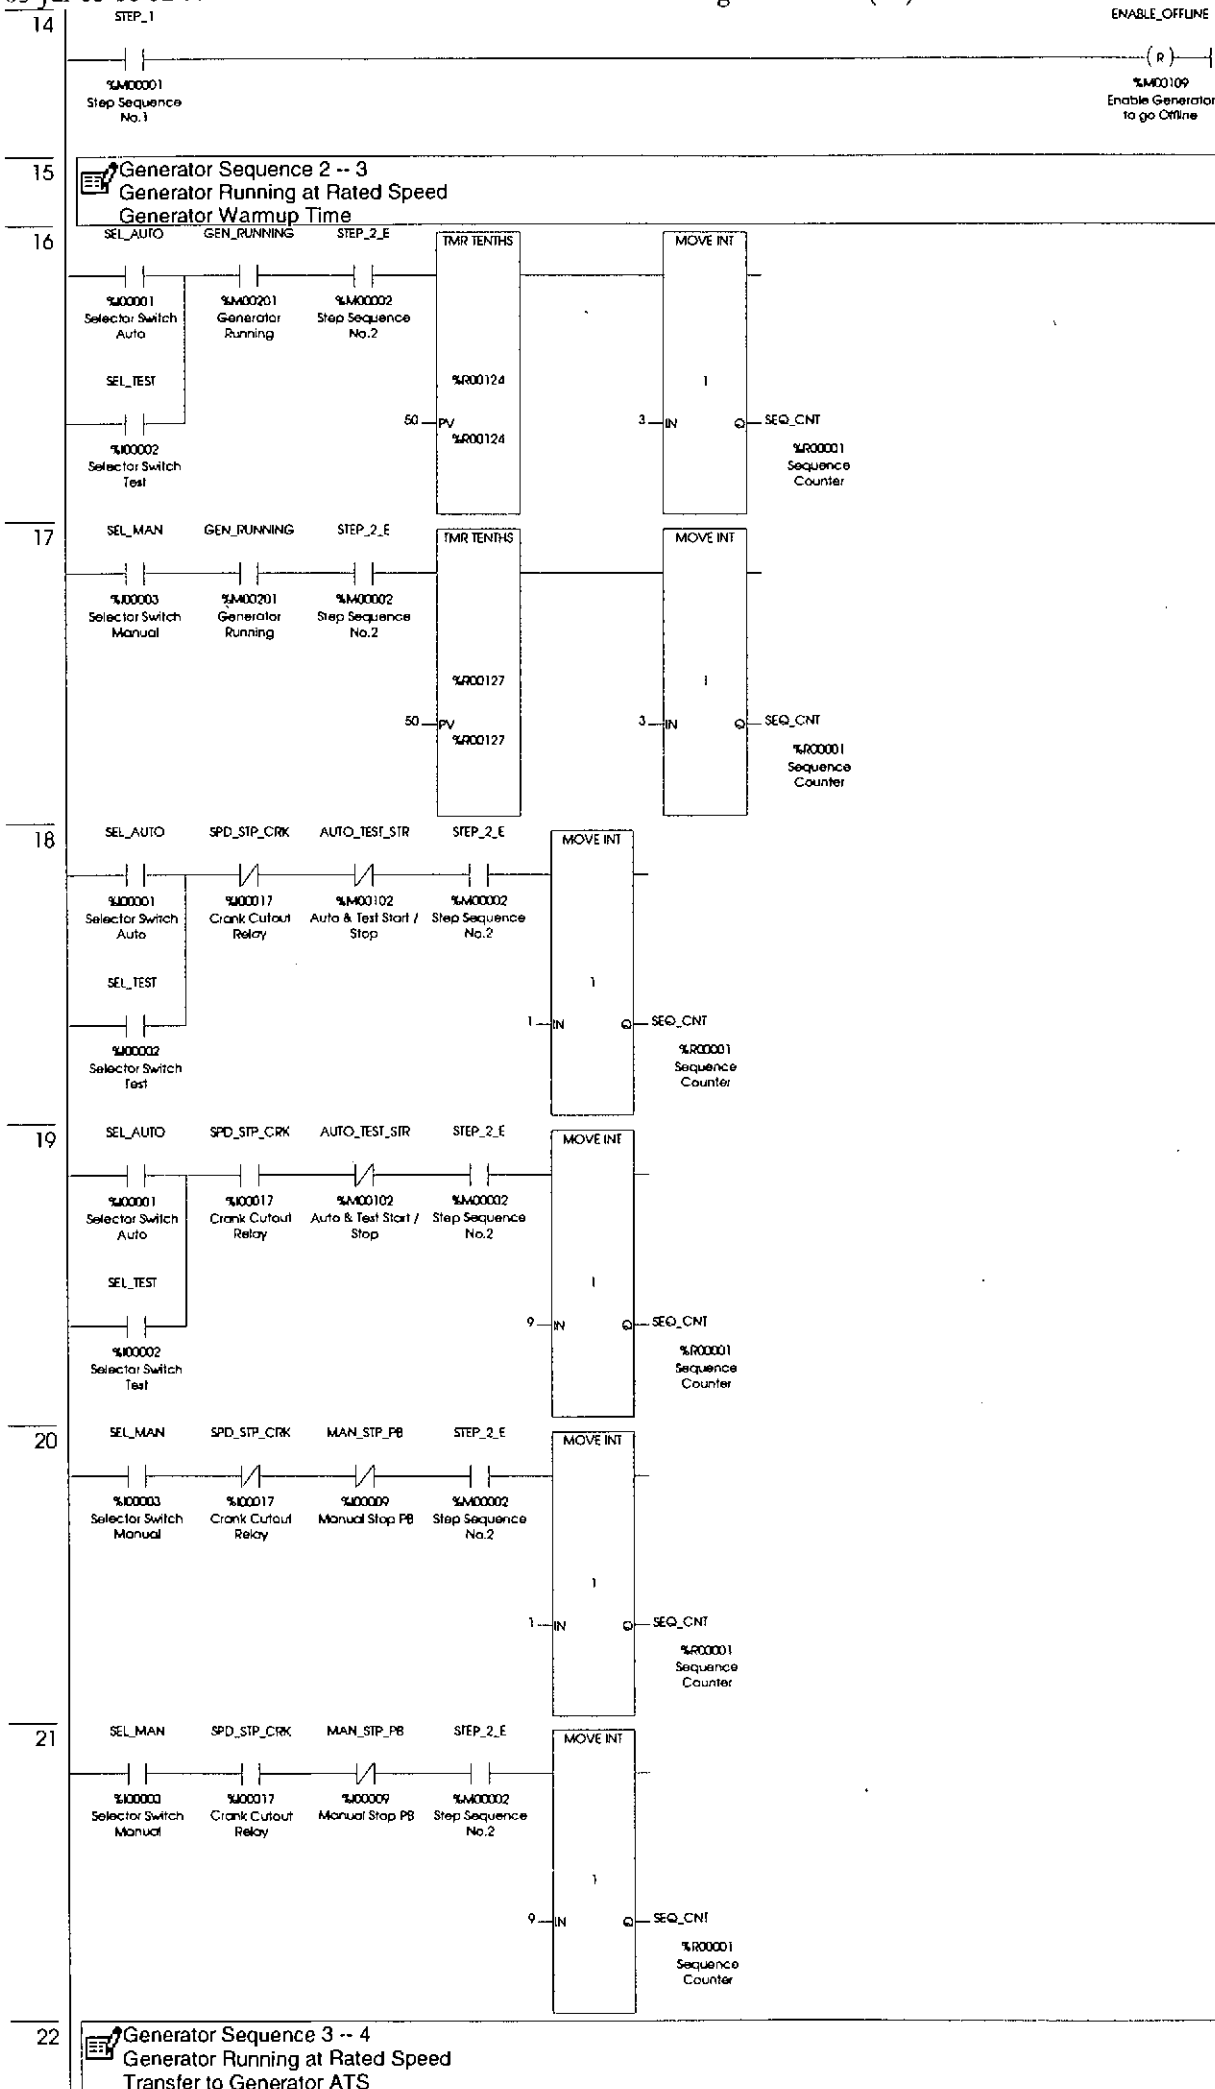 14
STEP_1
ENABLE_OFFLINE
(R)
%M00001
Step Sequence
No.1
%M00109
Enable Generator
to go Offline
15
Generator Sequence 2 -- 3
Generator Running at Rated Speed
Generator Warmup Time
16
SEL_AUTO GEN_RUNNING STEP_2_E TMR TENTHS MOVE INT
%I00001 %M00201 %M00002
Selector Switch Generator Step Sequence
Auto Running No.2
SEL_TEST %R00124 1
50 PV 3 IN Q SEQ_CNT
%R00124
%I00002 %R00001
Selector Switch Sequence
Test Counter
17
SEL_MAN GEN_RUNNING STEP_2_E TMR TENTHS MOVE INT
%I00003 %M00201 %M00002
Selector Switch Generator Step Sequence
Manual Running No.2
%R00127 1
50 PV 3 IN Q SEQ_CNT
%R00127 %R00001
Sequence
Counter
18
SEL_AUTO SPD_STP_CRK AUTO_TEST_STR STEP_2_E MOVE INT
%I00001 %I00017 %M00102 %M00002
Selector Switch Crank Cutout Auto & Test Start / Step Sequence
Auto Relay Stop No.2
SEL_TEST 1
1 IN Q SEQ_CNT
%I00002 %R00001
Selector Switch Sequence
Test Counter
19
SEL_AUTO SPD_STP_CRK AUTO_TEST_STR STEP_2_E MOVE INT
%I00001 %I00017 %M00102 %M00002
Selector Switch Crank Cutout Auto & Test Start / Step Sequence
Auto Relay Stop No.2
SEL_TEST 1
9 IN Q SEQ_CNT
%I00002 %R00001
Selector Switch Sequence
Test Counter
20
SEL_MAN SPD_STP_CRK MAN_STP_PB STEP_2_E MOVE INT
%I00003 %I00017 %I00009 %M00002
Selector Switch Crank Cutout Manual Stop PB Step Sequence
Manual Relay No.2
1
1 IN Q SEQ_CNT
%R00001
Sequence
Counter
21
SEL_MAN SPD_STP_CRK MAN_STP_PB STEP_2_E MOVE INT
%I00003 %I00017 %I00009 %M00002
Selector Switch Crank Cutout Manual Stop PB Step Sequence
Manual Relay No.2
1
9 IN Q SEQ_CNT
%R00001
Sequence
Counter
22
Generator Sequence 3 -- 4
Generator Running at Rated Speed
Transfer to Generator ATS